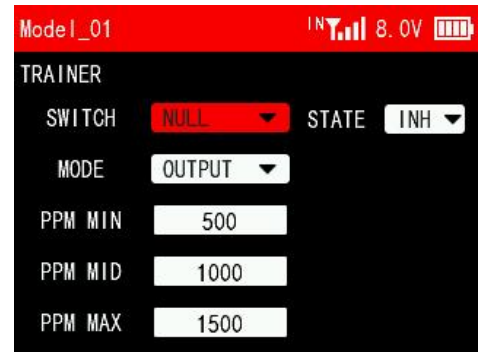 Model_01 IN 8.0V
TRAINER
SWITCH NULL STATE INH
MODE OUTPUT
PPM MIN 500
PPM MID 1000
PPM MAX 1500